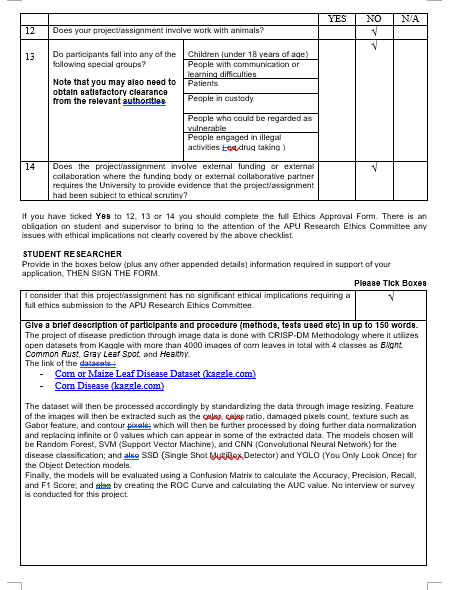 YES NO N/A
12 Does your project/assignment involve work with animals? √
13 Do participants fall into any of the following special groups? √
Note that you may also need to obtain satisfactory clearance from the relevant authorities
Children (under 18 years of age)
People with communication or learning difficulties
Patients
People in custody
People who could be regarded as vulnerable
People engaged in illegal activities ( drug taking )
14 Does the project/assignment involve external funding or external √
collaboration where the funding body or external collaborative partner
requires the University to provide evidence that the project/assignment
had been subject to ethical scrutiny?
If you have ticked Yes to 12, 13 or 14 you should complete the full Ethics Approval Form. There is an
obligation on student and supervisor to bring to the attention of the APU Research Ethics Committee any
issues with ethical implications not clearly covered by the above checklist.
STUDENT RESEARCHER
Provide in the boxes below (plus any other appended details) information required in support of your
application, THEN SIGN THE FORM.
Please Tick Boxes
I consider that this project/assignment has no significant ethical implications requiring a √
full ethics submission to the APU Research Ethics Committee.
Give a brief description of participants and procedure (methods, tests used etc) in up to 150 words.
The project of disease prediction through image data is done with CRISP-DM Methodology where it utilizes
open datasets from Kaggle with more than 4000 images of corn leaves in total with 4 classes as Blight,
Common Rust, Gray Leaf Spot, and Healthy.
The link of the datasets :
- Corn or Maize Leaf Disease Dataset (kaggle.com)
- Corn Disease (kaggle.com)
The dataset will then be processed accordingly by standardizing the data through image resizing. Feature
of the images will then be extracted such as the color, color ratio, damaged pixels count, texture such as
Gabor feature, and contour pixels; which will then be further processed by doing further data normalization
and replacing infinite or 0 values which can appear in some of the extracted data. The models chosen will
be Random Forest, SVM (Support Vector Machine), and CNN (Convolutional Neural Network) for the
disease classification; and also SSD (Single Shot MultiBox Detector) and YOLO (You Only Look Once) for
the Object Detection models.
Finally, the models will be evaluated using a Confusion Matrix to calculate the Accuracy, Precision, Recall,
and F1 Score; and also by creating the ROC Curve and calculating the AUC value. No interview or survey
is conducted for this project.